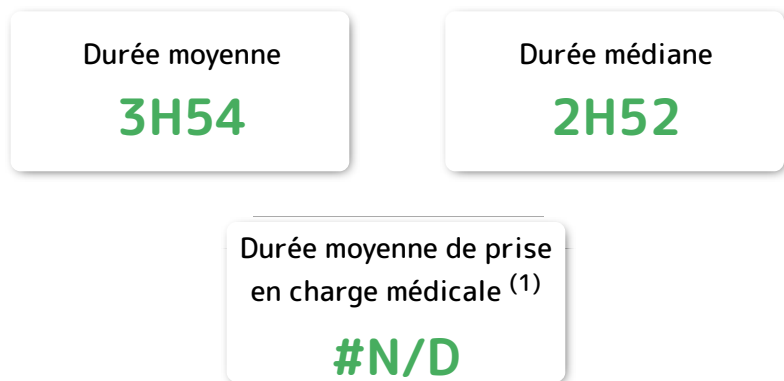 Durée moyenne
3H54
Durée médiane
2H52
Durée moyenne de prise
en charge médicale (1)
#N/D